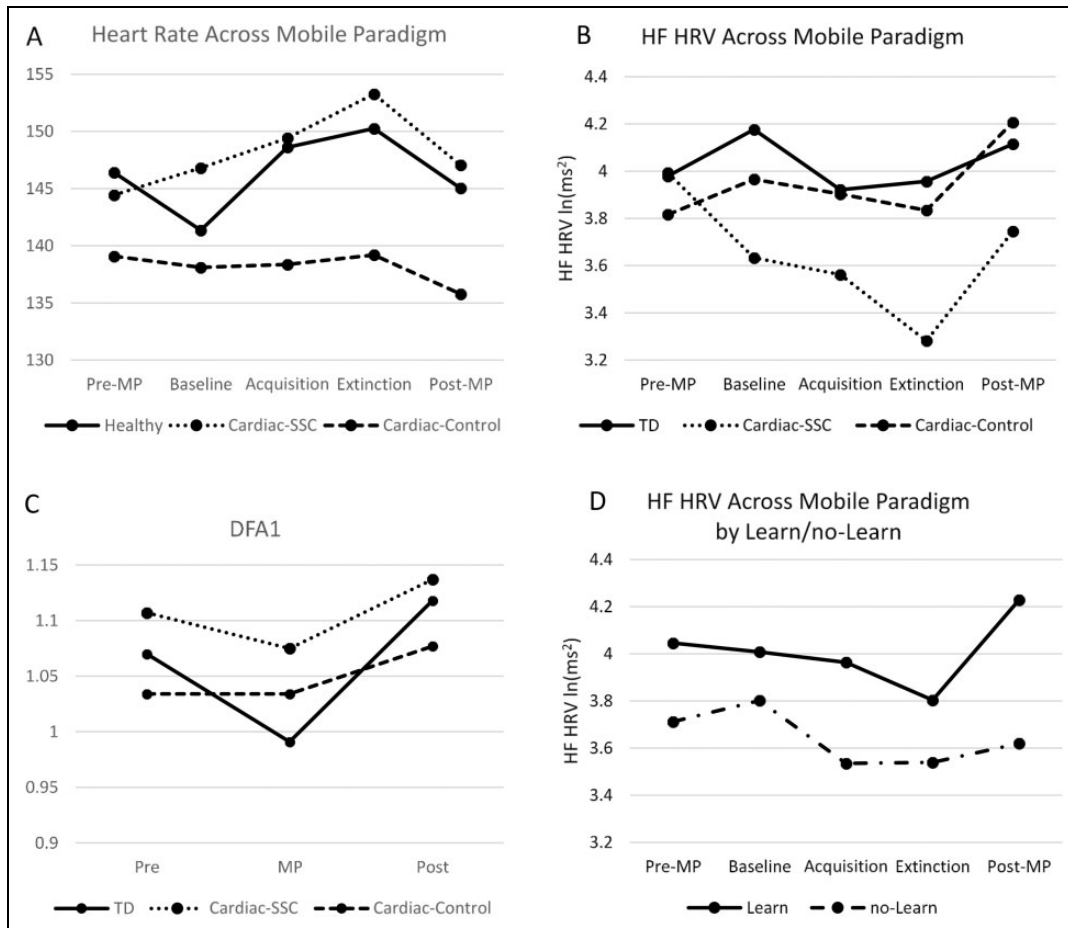 A
Heart Rate Across Mobile Paradigm
155
150
145
140
135
130
Pre-MP Baseline Acquisition Extinction Post-MP
Healthy Cardiac-SSC Cardiac-Control
B
HF HRV Across Mobile Paradigm
HF HRV ln(ms²)
4.4
4.2
4
3.8
3.6
3.4
3.2
Pre-MP Baseline Acquisition Extinction Post-MP
TD Cardiac-SSC Cardiac-Control
C
DFA1
1.15
1.1
1.05
1
0.95
0.9
Pre MP Post
TD Cardiac-SSC Cardiac-Control
D
HF HRV Across Mobile Paradigm
by Learn/no-Learn
HF HRV ln(ms²)
4.4
4.2
4
3.8
3.6
3.4
3.2
Pre-MP Baseline Acquisition Extinction Post-MP
Learn no-Learn